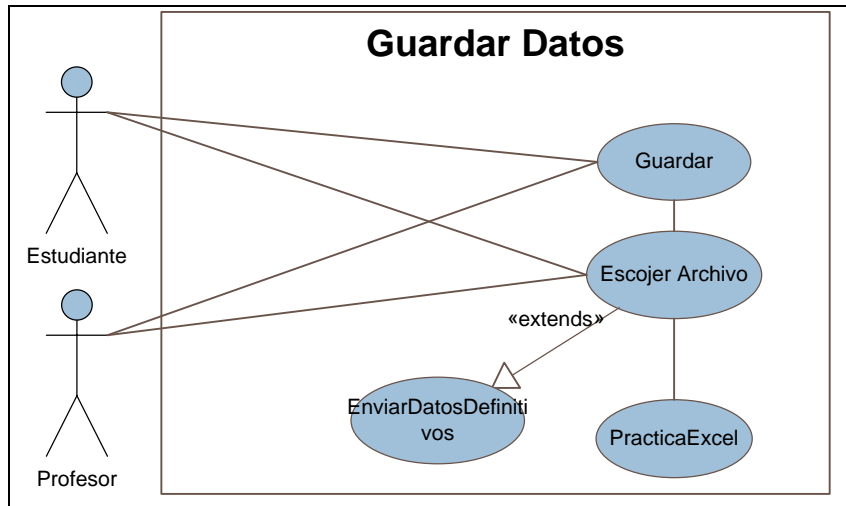 Guardar Datos
Guardar
Estudiante
Escojer Archivo
«extends»
EnviarDatosDefiniti
vos
PracticaExcel
Profesor